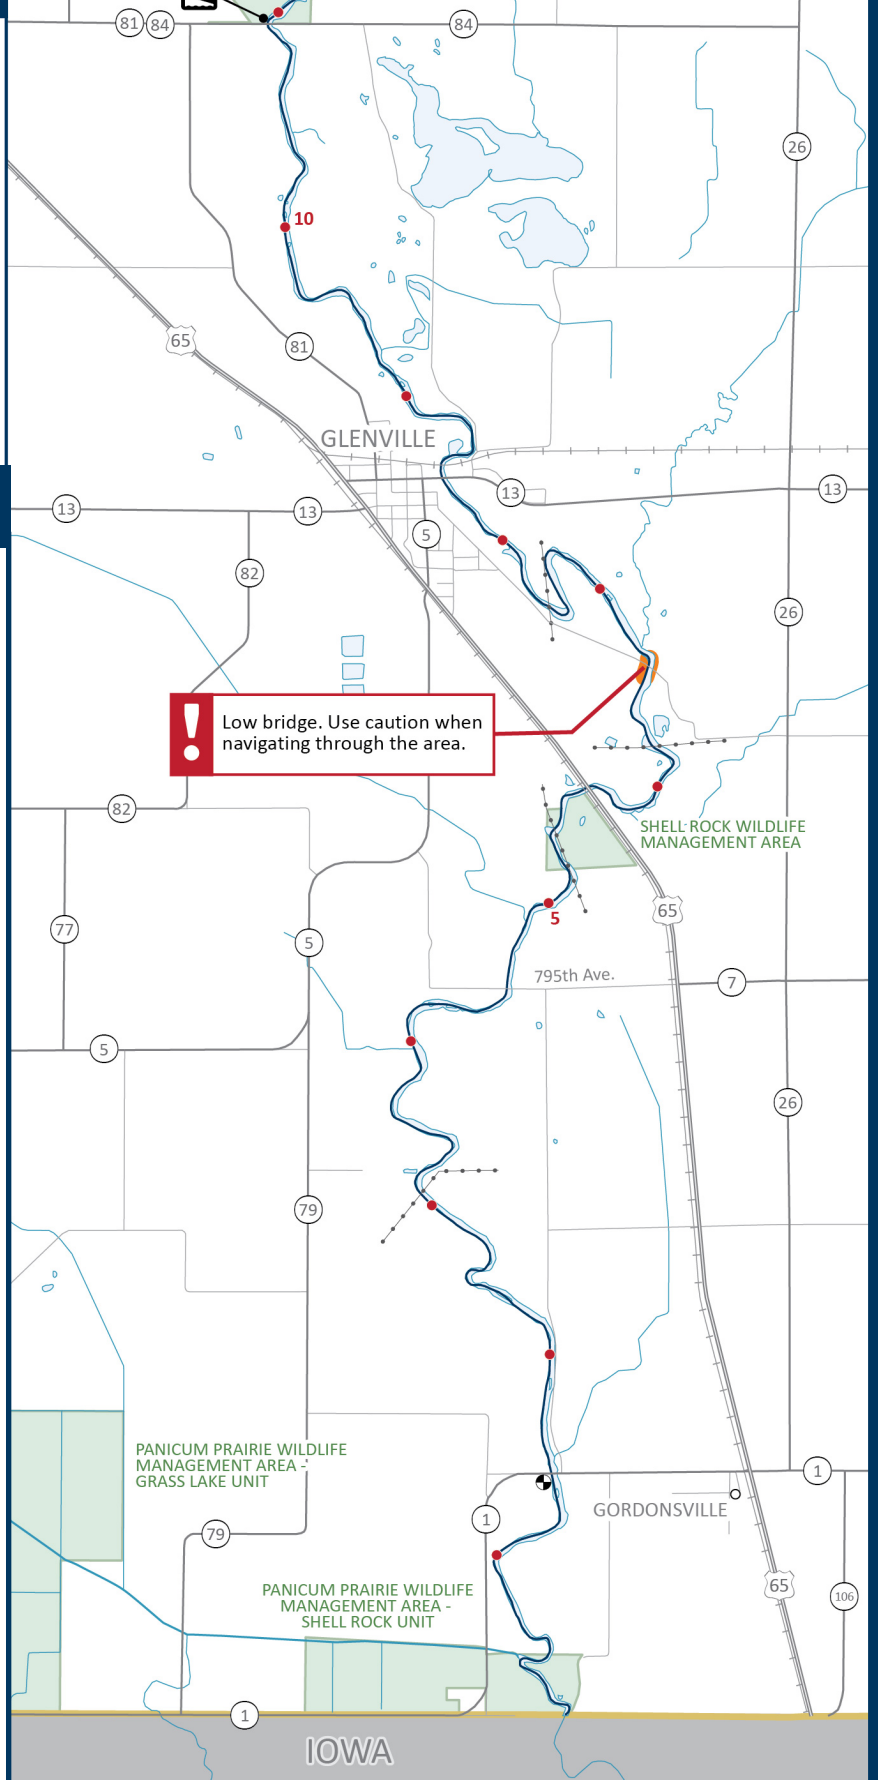 81
84
84
26
10
65
81
GLENVILLE
13
13
13
13
5
82
26
Low bridge. Use caution when
navigating through the area.
82
SHELL ROCK WILDLIFE
MANAGEMENT AREA
77
5
65
5
795th Ave.
7
5
26
79
PANICUM PRAIRIE WILDLIFE
MANAGEMENT AREA -
GRASS LAKE UNIT
1
GORDONSVILLE
1
79
65
106
PANICUM PRAIRIE WILDLIFE
MANAGEMENT AREA -
SHELL ROCK UNIT
1
IOWA